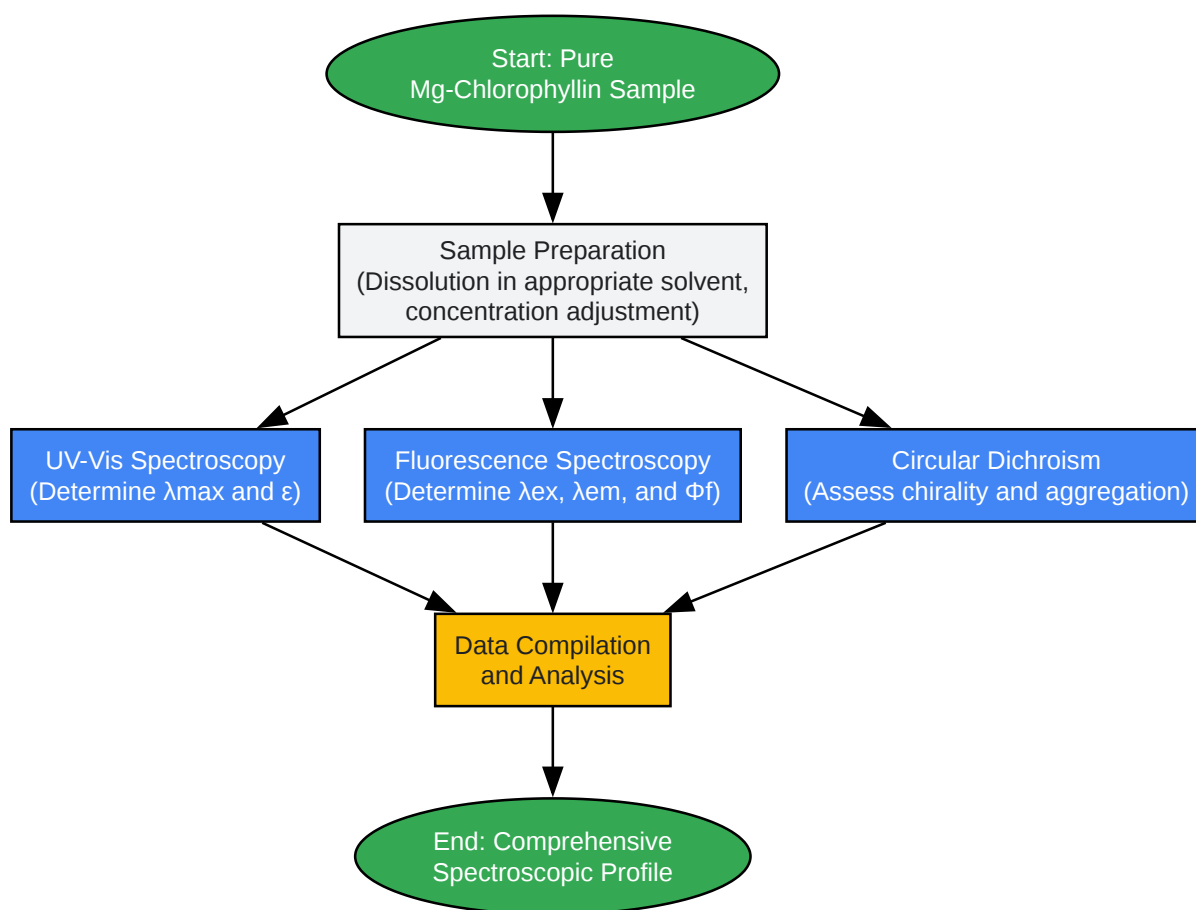 Start: Pure
Mg-Chlorophyllin Sample
Sample Preparation
(Dissolution in appropriate solvent,
concentration adjustment)
UV-Vis Spectroscopy
(Determine λmax and ε)
Fluorescence Spectroscopy
(Determine λex, λem, and Φf)
Circular Dichroism
(Assess chirality and aggregation)
Data Compilation
and Analysis
End: Comprehensive
Spectroscopic Profile